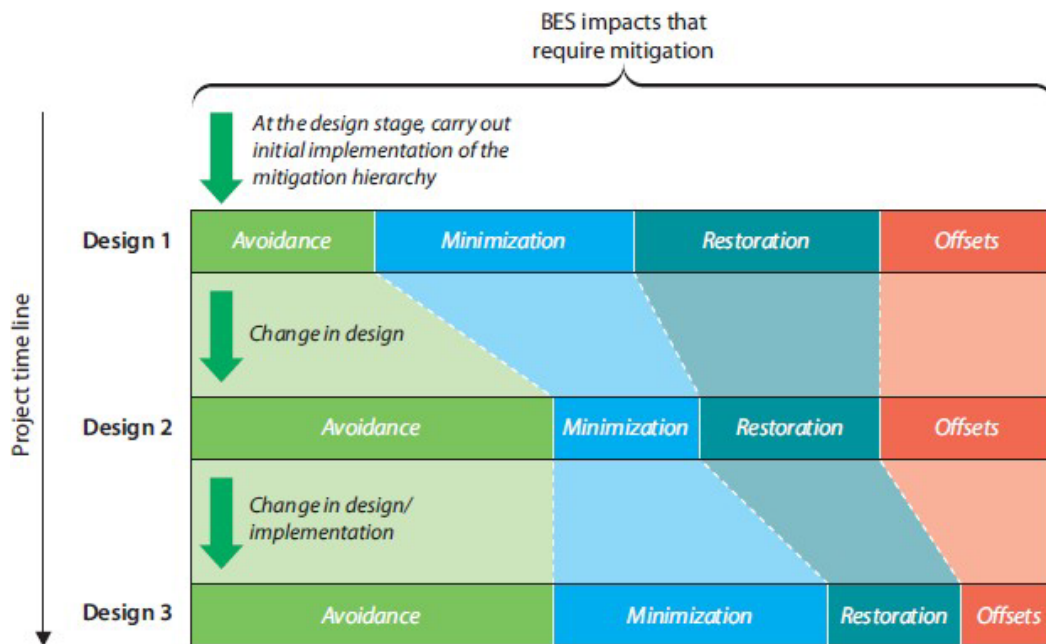 BES impacts that
require mitigation
At the design stage, carry out
initial implementation of the
mitigation hierarchy
Project time line
Design 1
Avoidance
Minimization
Restoration
Offsets
Change in design
Design 2
Avoidance
Minimization
Restoration
Offsets
Change in design/
implementation
Design 3
Avoidance
Minimization
Restoration
Offsets